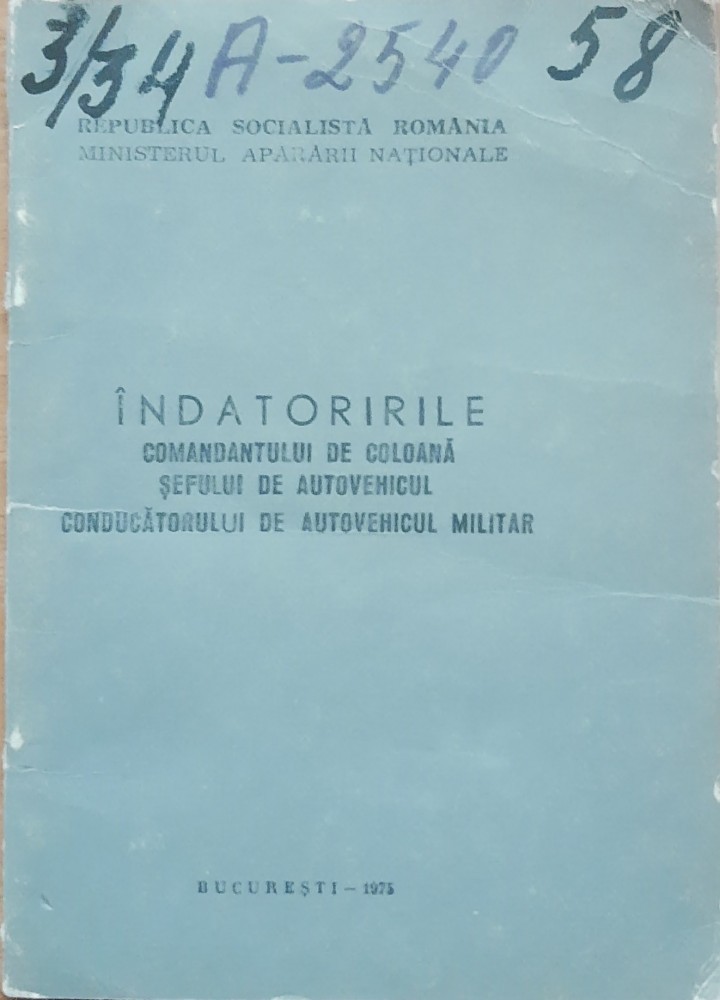 3/34 A-2540 58
REPUBLICA SOCIALISTĂ ROMÂNIA
MINISTERUL APĂRĂRII NAȚIONALE
ÎNDATORIRILE
COMANDANTULUI DE COLOANĂ
ȘEFULUI DE AUTOVEHICUL
CONDUCĂTORULUI DE AUTOVEHICUL MILITAR
BUCUREȘTI – 1975